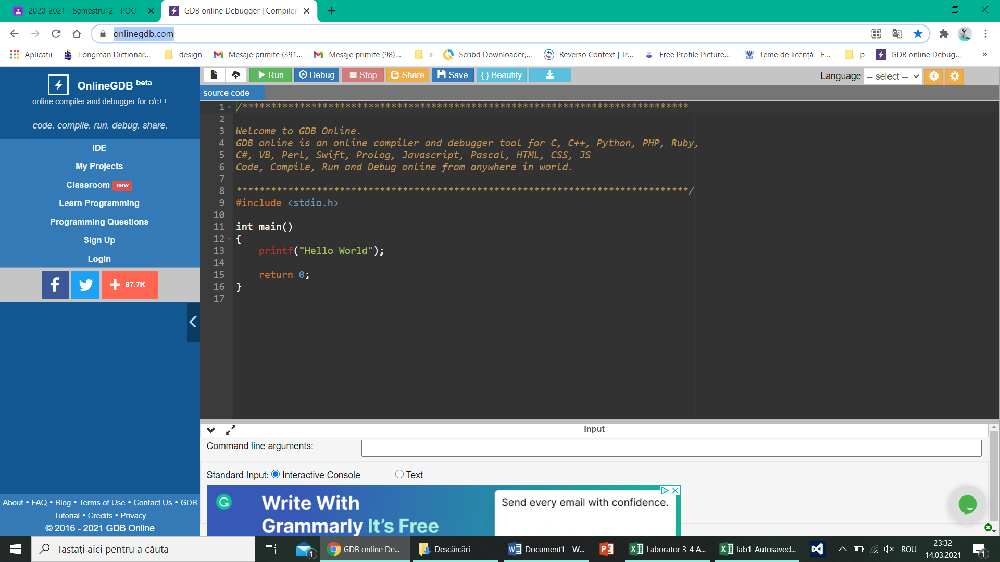 2020-2021 - Semestrul 2 - POO -
GDB online Debugger | Compiler
onlinegdb.com
Aplicații
Longman Dictionar...
design
Mesaje primite (391...
Mesaje primite (98)...
ii
Scribd Downloader,...
Reverso Context | Tr...
Free Profile Picture...
Teme de licență - F...
p
GDB online Debug...
»
OnlineGDB beta
online compiler and debugger for c/c++
code. compile. run. debug. share.
IDE
My Projects
Classroom new
Learn Programming
Programming Questions
Sign Up
Login
87.7K
About • FAQ • Blog • Terms of Use • Contact Us • GDB
Tutorial • Credits • Privacy
© 2016 - 2021 GDB Online
Run Debug Stop Share Save { } Beautify
Language -- select --
source code
1 /******************************************************************************
2
3 Welcome to GDB Online.
4 GDB online is an online compiler and debugger tool for C, C++, Python, PHP, Ruby,
5 C#, VB, Perl, Swift, Prolog, Javascript, Pascal, HTML, CSS, JS
6 Code, Compile, Run and Debug online from anywhere in world.
7
8 *******************************************************************************/
9 #include <stdio.h>
10
11 int main()
12 {
13     printf("Hello World");
14
15     return 0;
16 }
17
input
Command line arguments:
Standard Input: Interactive Console Text
Write With
Grammarly It's Free
Send every email with confidence.
Tastați aici pentru a căuta
1
GDB online De...
Descărcări
Document1 - W...
Laborator 3-4 A...
lab1-Autosaved...
ROU
23:32
14.03.2021
1